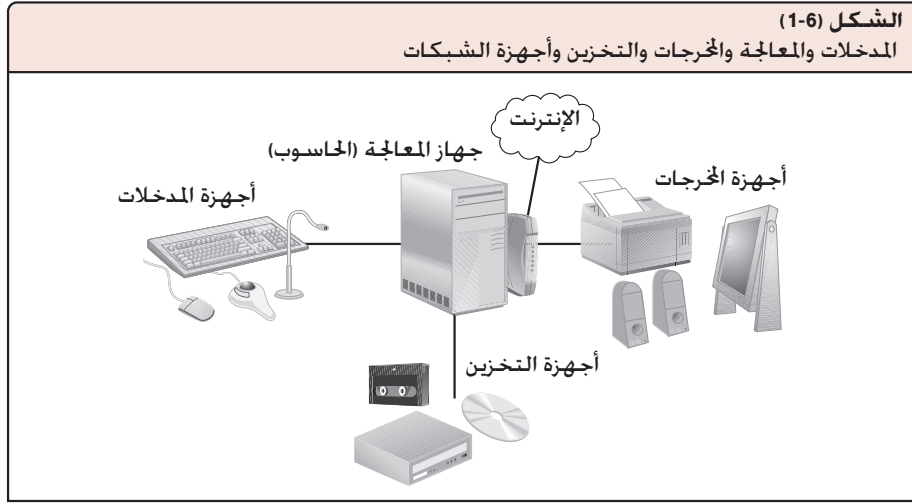 الشكل (1-6)
المدخلات والمعالجة والمخرجات والتخزين وأجهزة الشبكات
الإنترنت
جهاز المعالجة (الحاسوب)
أجهزة المخرجات
أجهزة المدخلات
أجهزة التخزين